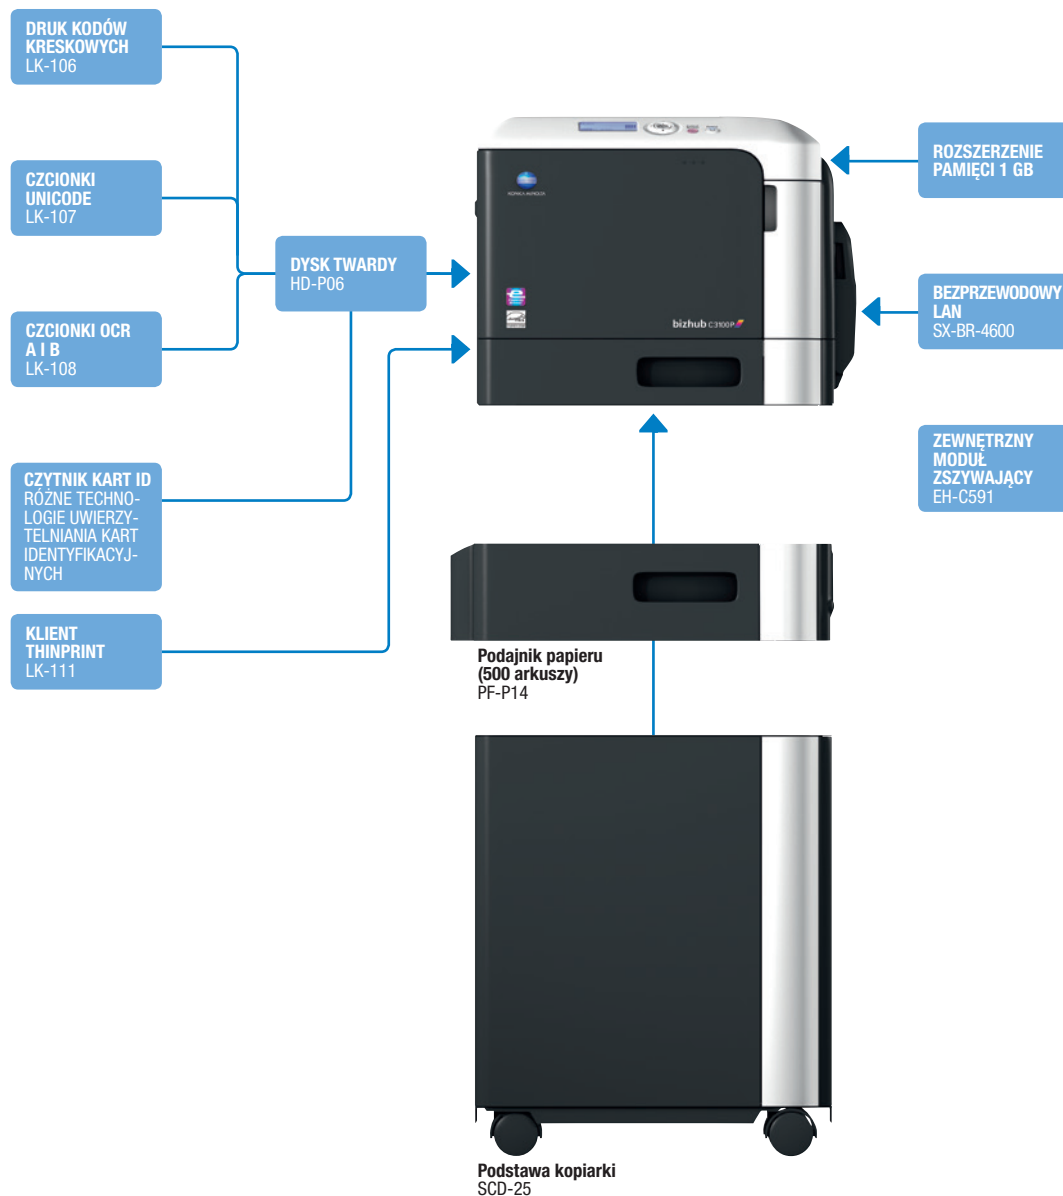 DRUK KODÓW
KRESKOWYCH
LK-106
CZCIONKI
UNICODE
LK-107
CZCIONKI OCR
A I B
LK-108
CZYTNIK KART ID
RÓŻNE TECHNO-
LOGIE UWIERZY-
TELNIANIA KART
IDENTYFIKACYJ-
NYCH
KLIENT
THINPRINT
LK-111
DYSK TWARDY
HD-P06
KONICA MINOLTA
bizhub C3100P
ROZSZERZENIE
PAMIĘCI 1 GB
BEZPRZEWODOWY
LAN
SX-BR-4600
ZEWNĘTRZNY
MODUŁ
ZSZYWAJĄCY
EH-C591
Podajnik papieru
(500 arkuszy)
PF-P14
Podstawa kopiarki
SCD-25